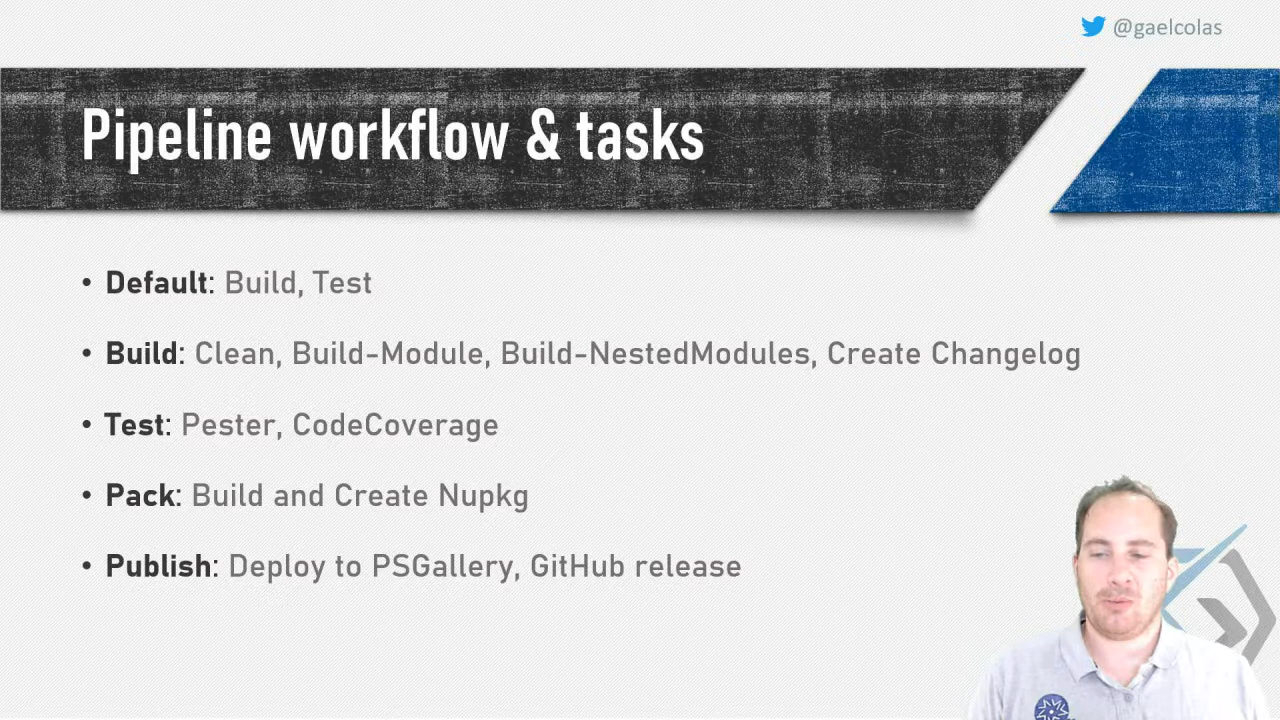 @gaelcolas
Pipeline workflow & tasks
• Default: Build, Test
• Build: Clean, Build-Module, Build-NestedModules, Create Changelog
• Test: Pester, CodeCoverage
• Pack: Build and Create Nupkg
• Publish: Deploy to PSGallery, GitHub release